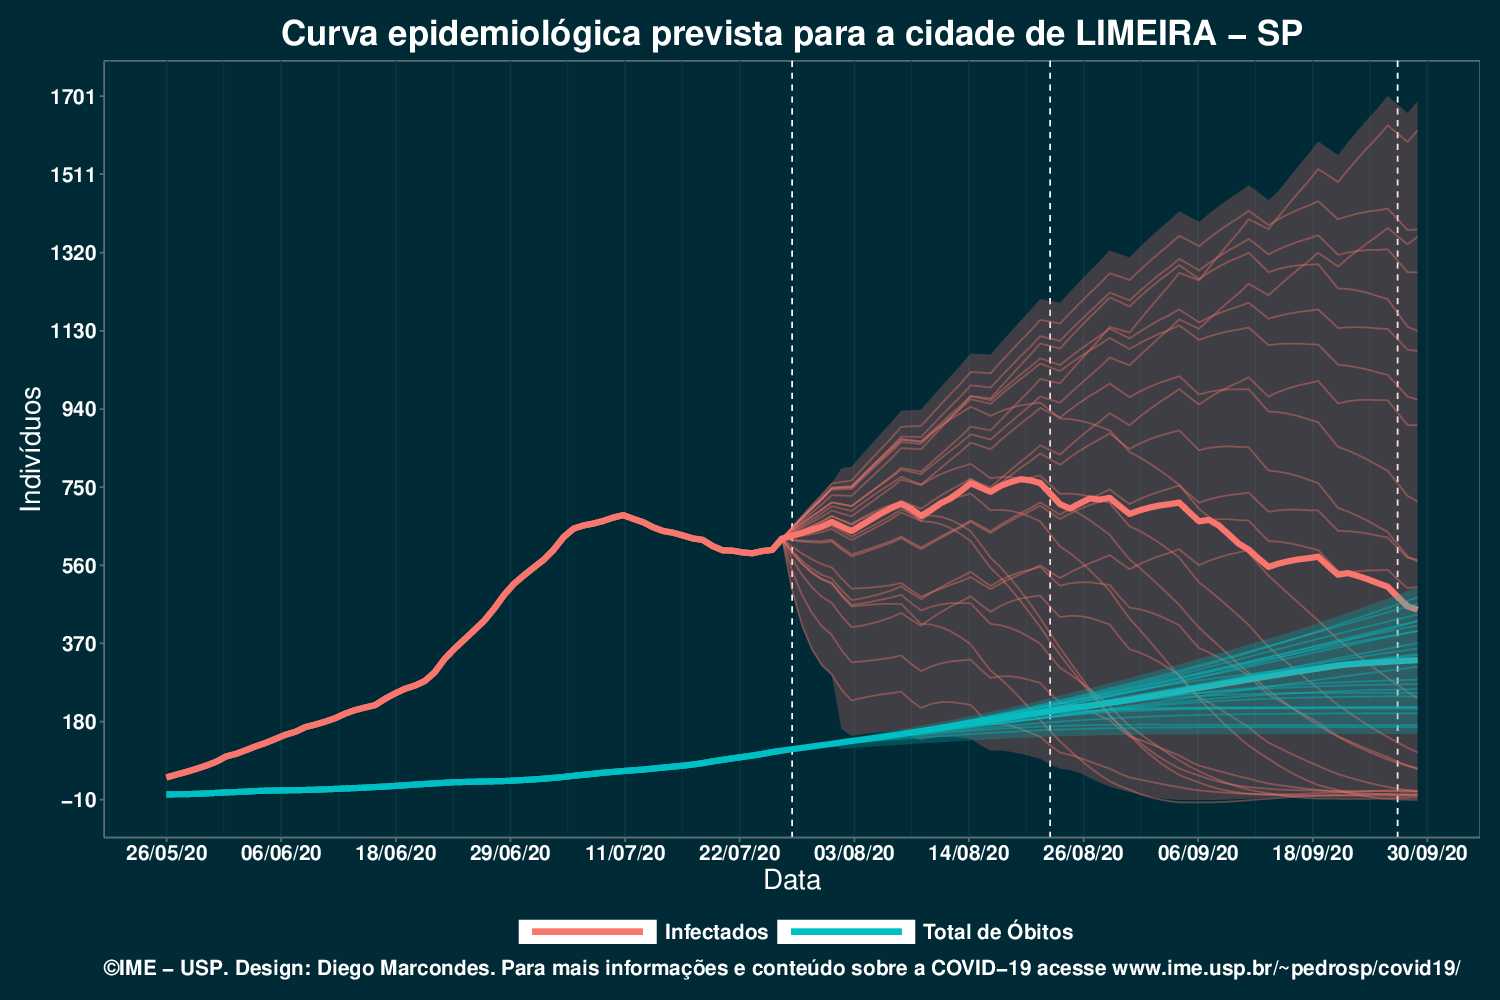 Curva epidemiológica prevista para a cidade de LIMEIRA − SP
1701
1511
1320
1130
940
750
560
370
180
−10
Indivíduos
26/05/20 06/06/20 18/06/20 29/06/20 11/07/20 22/07/20 03/08/20 14/08/20 26/08/20 06/09/20 18/09/20 30/09/20
Data
Infectados Total de Óbitos
©IME − USP. Design: Diego Marcondes. Para mais informações e conteúdo sobre a COVID−19 acesse www.ime.usp.br/~pedrosp/covid19/